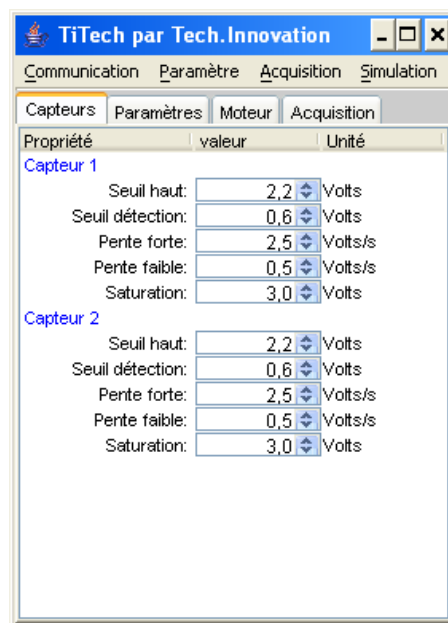 TiTech par Tech.Innovation
Communication Paramètre Acquisition Simulation
Capteurs Paramètres Moteur Acquisition
Propriété valeur Unité
Capteur 1
Seuil haut: 2,2 Volts
Seuil détection: 0,6 Volts
Pente forte: 2,5 Volts/s
Pente faible: 0,5 Volts/s
Saturation: 3,0 Volts
Capteur 2
Seuil haut: 2,2 Volts
Seuil détection: 0,6 Volts
Pente forte: 2,5 Volts/s
Pente faible: 0,5 Volts/s
Saturation: 3,0 Volts